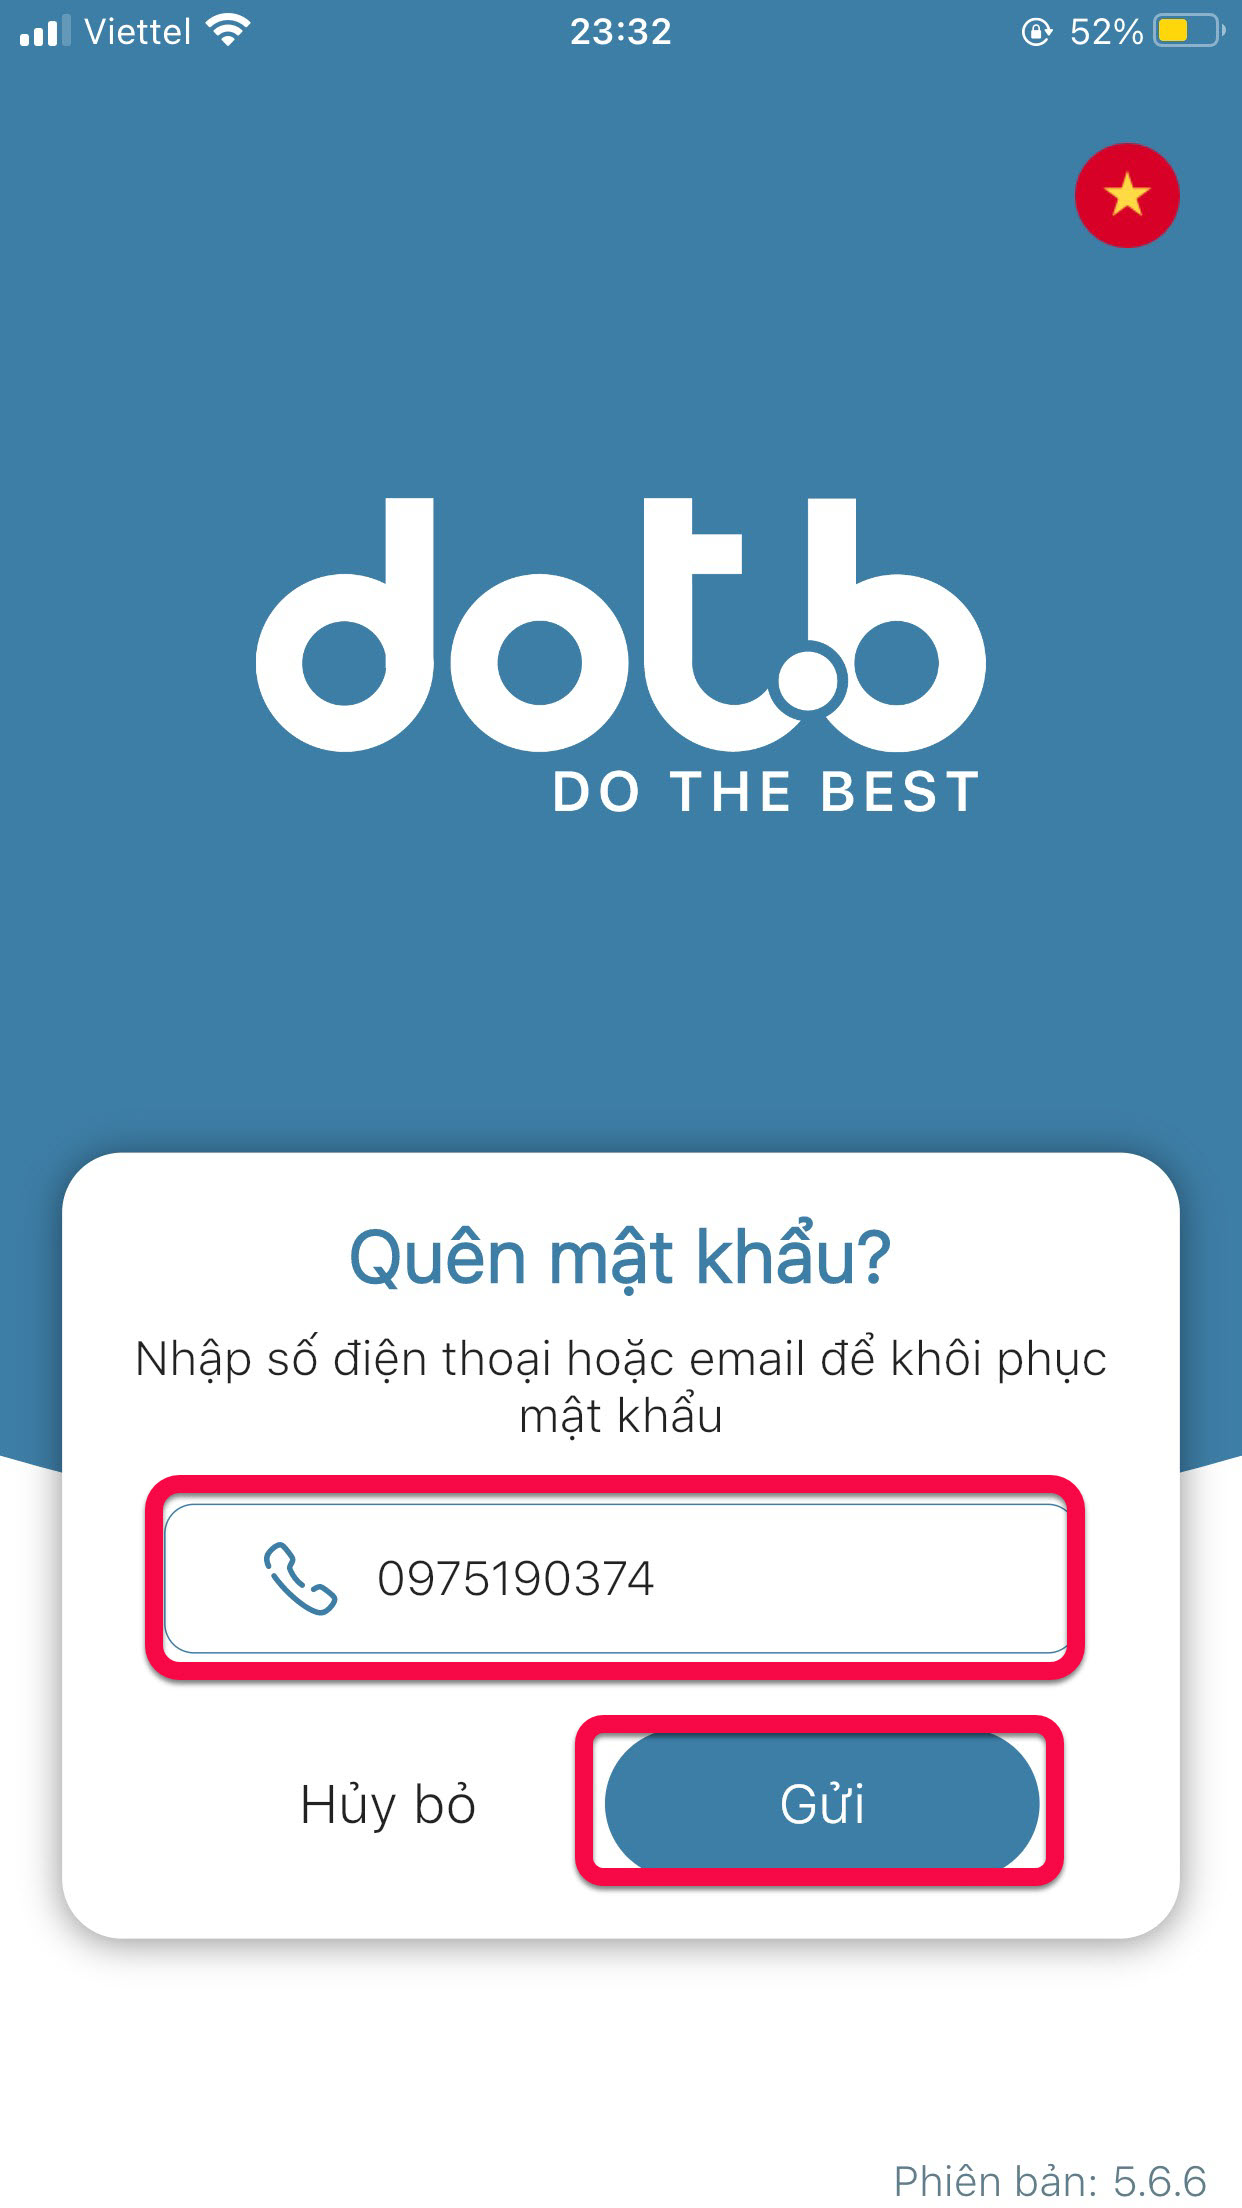 Viettel 23:32 52%
dot.b
DO THE BEST
Quên mật khẩu?
Nhập số điện thoại hoặc email để khôi phục
mật khẩu
0975190374
Hủy bỏ Gửi
Phiên bản: 5.6.6